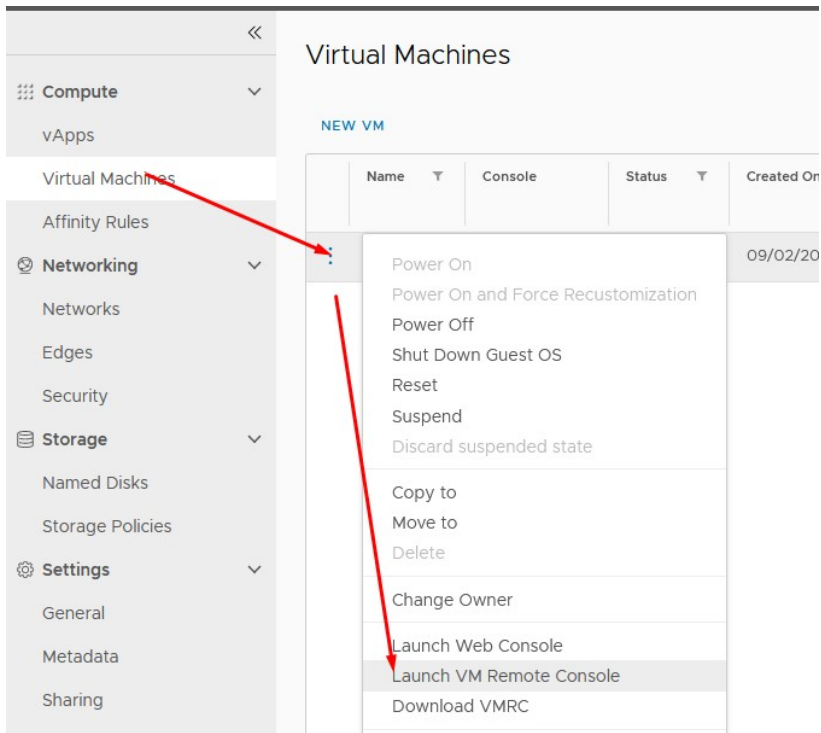 Compute
vApps
Virtual Machines
Affinity Rules
Networking
Networks
Edges
Security
Storage
Named Disks
Storage Policies
Settings
General
Metadata
Sharing
Virtual Machines
NEW VM
Name Console Status Created On
09/02/20
Power On
Power On and Force Recustomization
Power Off
Shut Down Guest OS
Reset
Suspend
Discard suspended state
Copy to
Move to
Delete
Change Owner
Launch Web Console
Launch VM Remote Console
Download VMRC